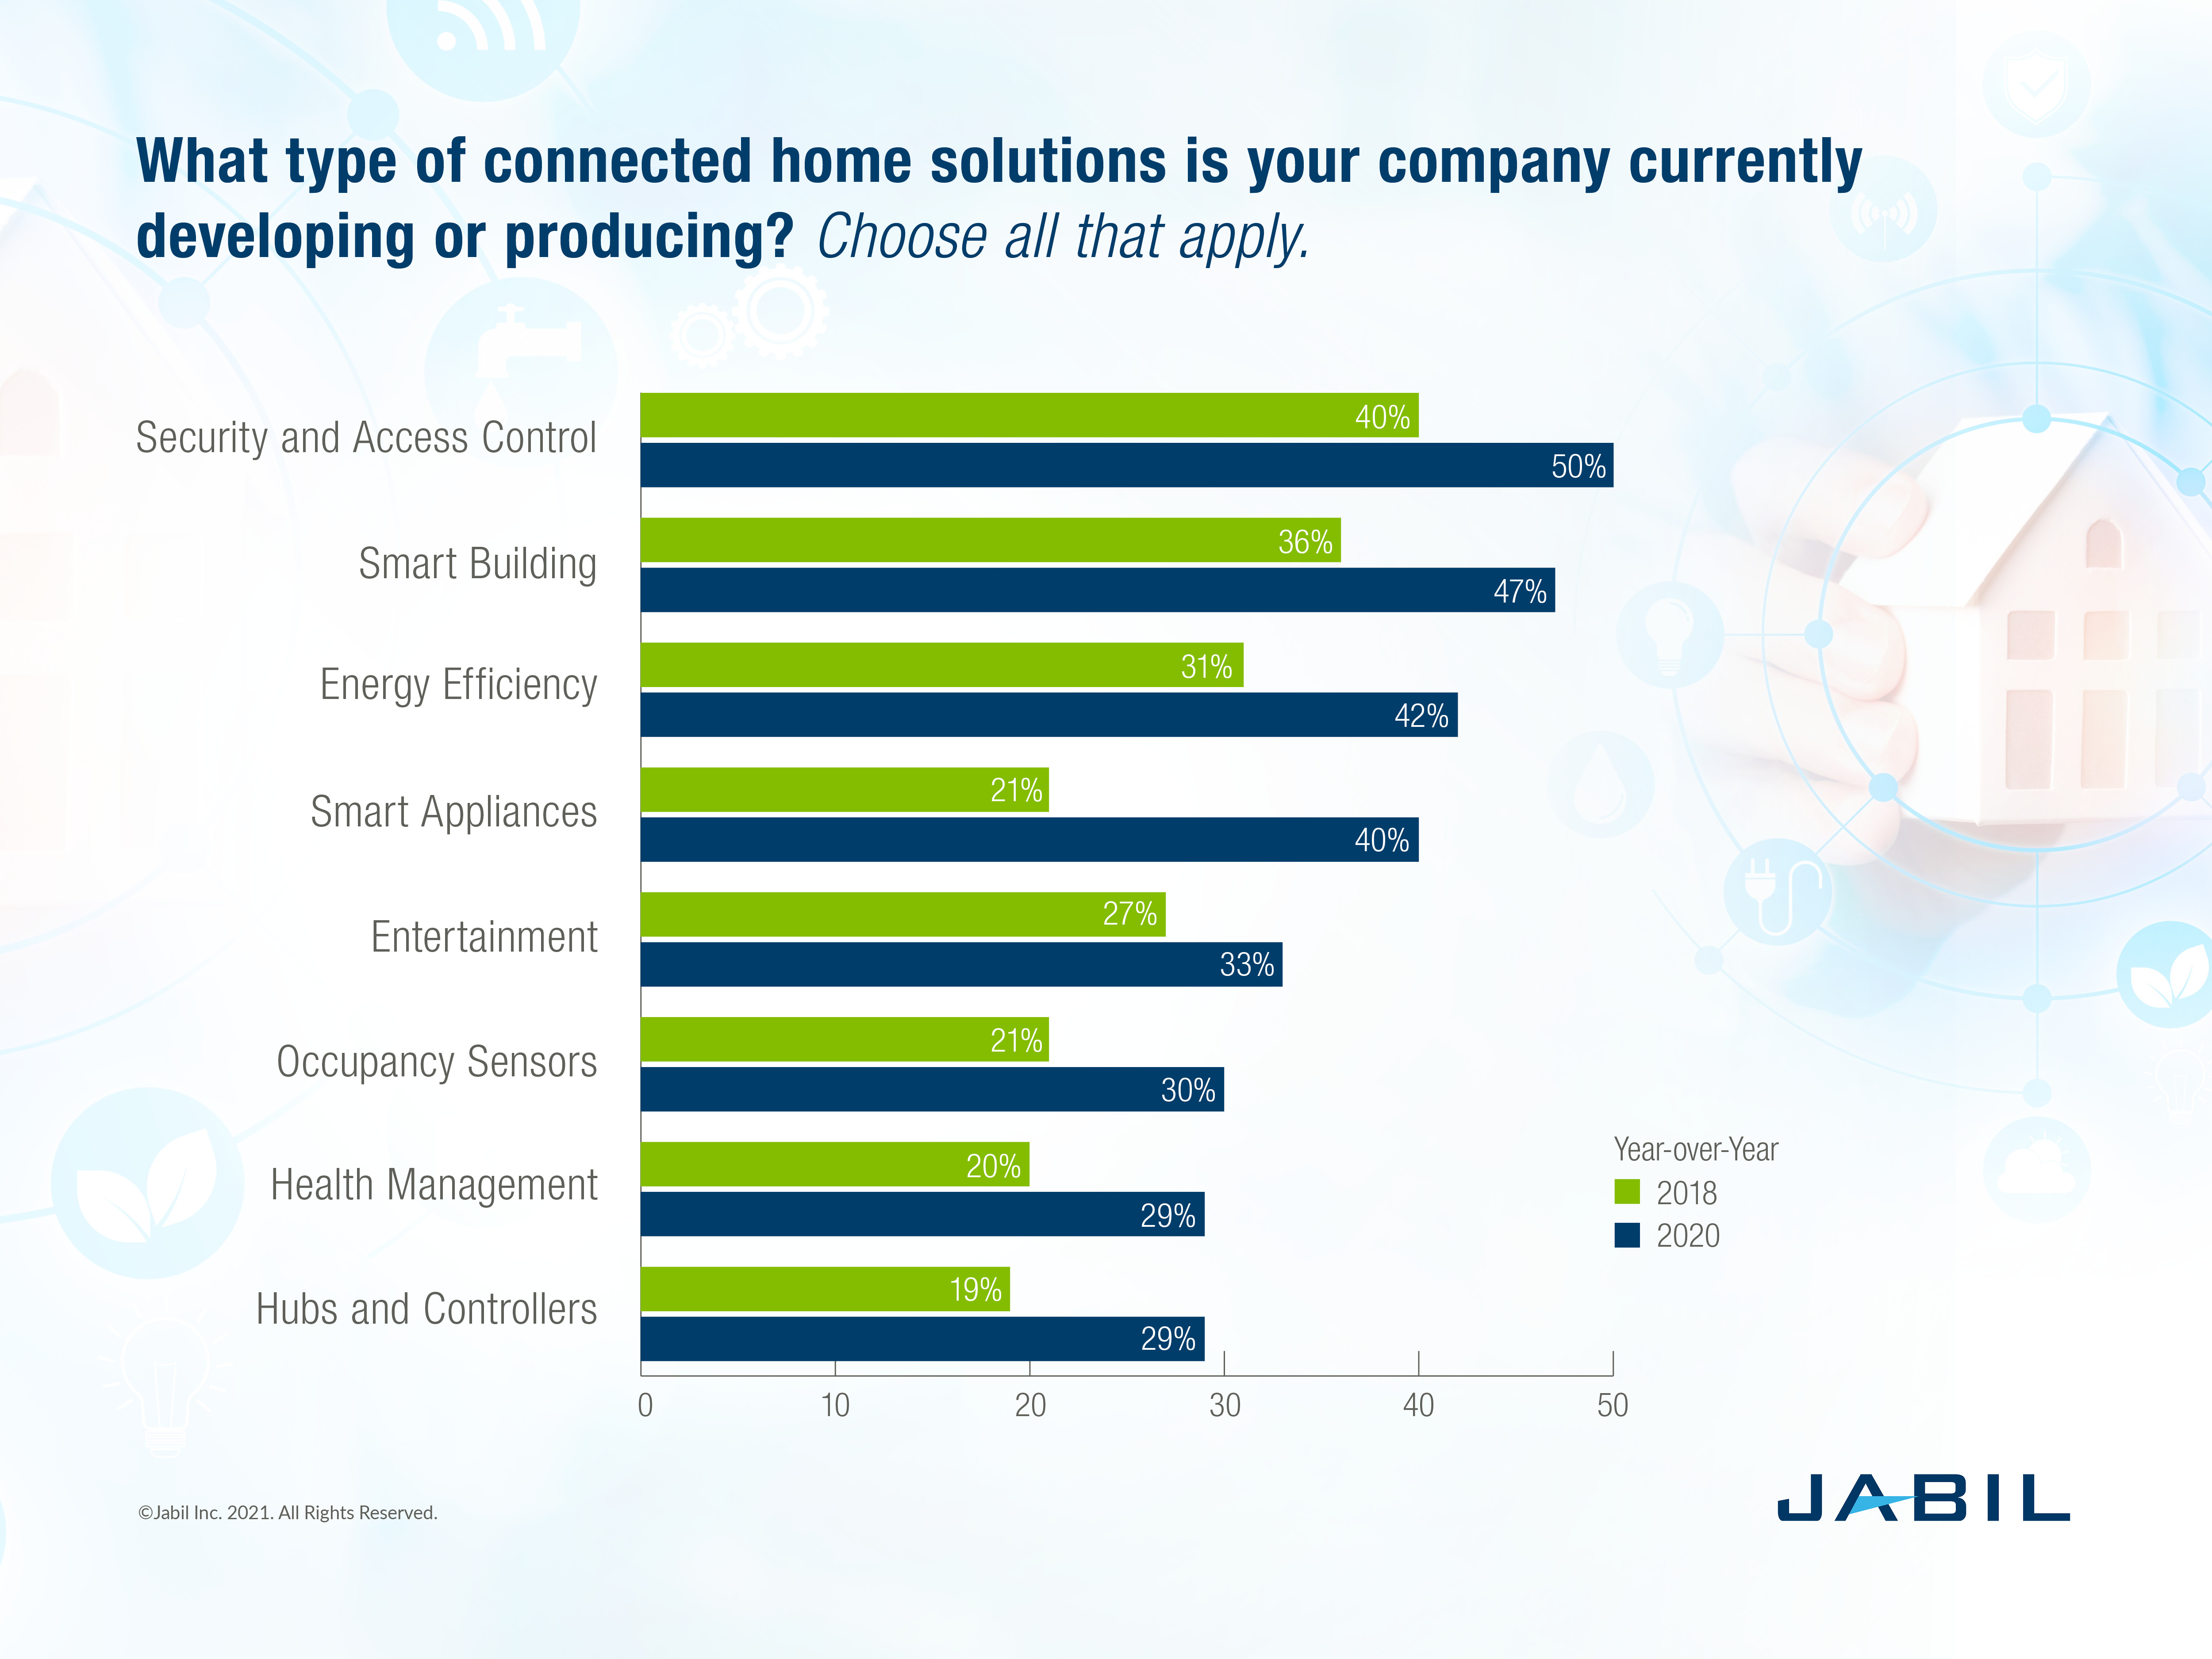 What type of connected home solutions is your company currently
developing or producing? Choose all that apply.
Security and Access Control
40%
50%
Smart Building
36%
47%
Energy Efficiency
31%
42%
Smart Appliances
21%
40%
Entertainment
27%
33%
Occupancy Sensors
21%
30%
Health Management
20%
29%
Hubs and Controllers
19%
29%
0 10 20 30 40 50
Year-over-Year
2018
2020
©Jabil Inc. 2021. All Rights Reserved.
JABIL